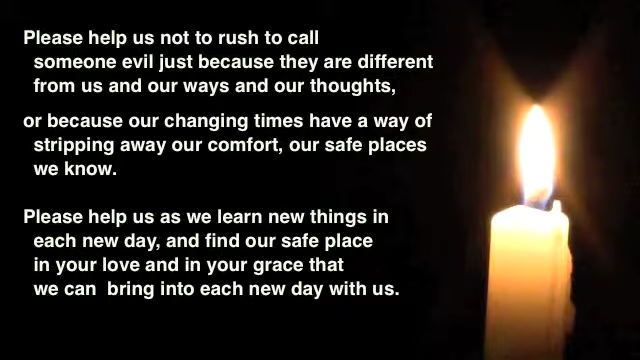 Please help us not to rush to call
someone evil just because they are different
from us and our ways and our thoughts,
or because our changing times have a way of
stripping away our comfort, our safe places
we know.
Please help us as we learn new things in
each new day, and find our safe place
in your love and in your grace that
we can  bring into each new day with us.